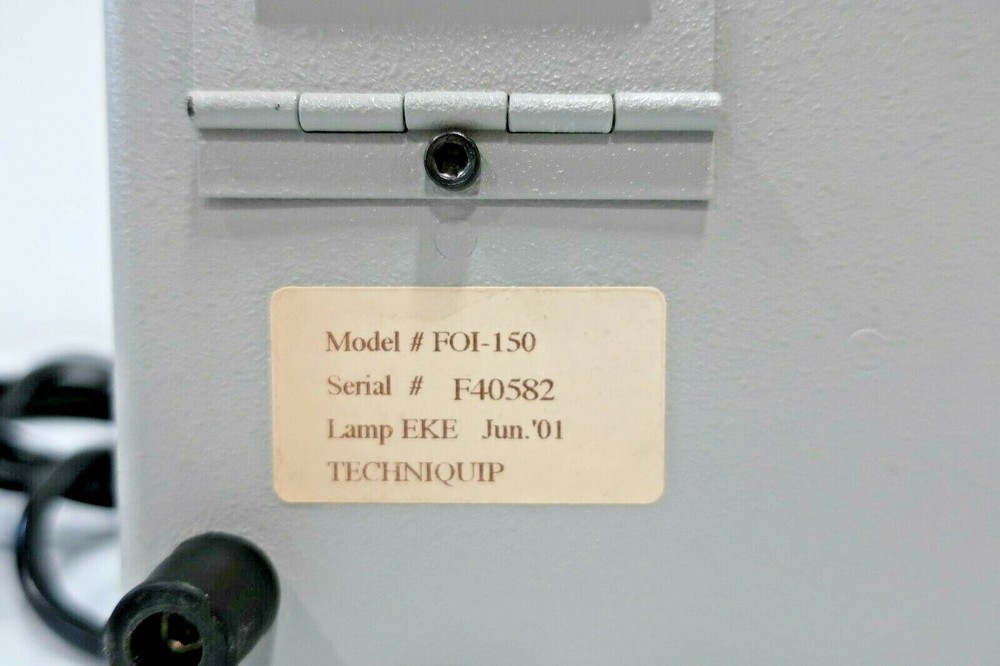 Model # FOI-150
Serial # F40582
Lamp EKE Jun.'01
TECHNIQUIP